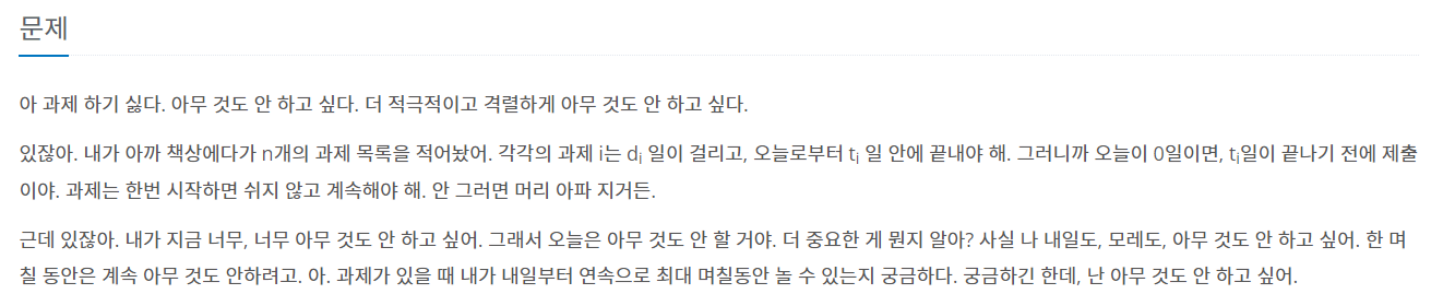 문제
아 과제 하기 싫다. 아무 것도 안 하고 싶다. 더 적극적이고 격렬하게 아무 것도 안 하고 싶다.
있잖아. 내가 아까 책상에다가 n개의 과제 목록을 적어놨어. 각각의 과제 i는 di 일이 걸리고, 오늘로부터 ti 일 안에 끝내야 해. 그러니까 오늘이 0일이면, ti일이 끝나기 전에 제출
이야. 과제는 한번 시작하면 쉬지 않고 계속해야 해. 안 그러면 머리 아파 지거든.
근데 있잖아. 내가 지금 너무, 너무 아무 것도 안 하고 싶어. 그래서 오늘은 아무 것도 안 할 거야. 더 중요한 게 뭔지 알아? 사실 나 내일도, 모레도, 아무 것도 안 하고 싶어. 한 며
칠 동안은 계속 아무 것도 안하려고. 아. 과제가 있을 때 내가 내일부터 연속으로 최대 며칠동안 놀 수 있는지 궁금하다. 궁금하긴 한데, 난 아무 것도 안 하고 싶어.